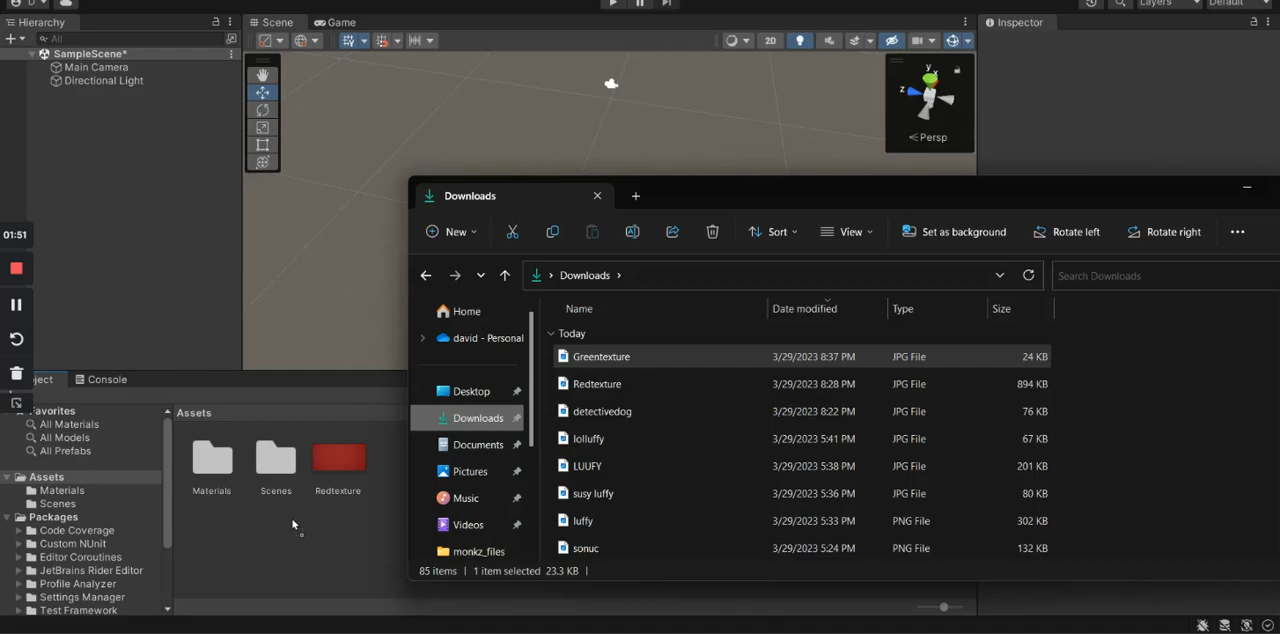 D
Layers
Default
Hierarchy
Scene
Game
Inspector
All
2D
SampleScene*
Main Camera
Directional Light
y
x
z
Persp
Downloads
New
Sort
View
Set as background
Rotate left
Rotate right
01:51
Downloads
Search Downloads
Home
david - Personal
Desktop
Downloads
Documents
Pictures
Music
Videos
monkz_files
Name Date modified Type Size
Today
Greentexture 3/29/2023 8:37 PM JPG File 24 KB
Redtexture 3/29/2023 8:28 PM JPG File 894 KB
detectivedog 3/29/2023 8:22 PM JPG File 76 KB
lolluffy 3/29/2023 5:41 PM JPG File 67 KB
LUUFY 3/29/2023 5:38 PM JPG File 201 KB
susy luffy 3/29/2023 5:36 PM JPG File 80 KB
luffy 3/29/2023 5:33 PM PNG File 302 KB
sonuc 3/29/2023 5:24 PM PNG File 132 KB
85 items 1 item selected 23.3 KB
oject
Console
Favorites
All Materials
All Models
All Prefabs
Assets
Materials
Scenes
Packages
Code Coverage
Custom NUnit
Editor Coroutines
JetBrains Rider Editor
Profile Analyzer
Settings Manager
Test Framework
Assets
Materials
Scenes
Redtexture